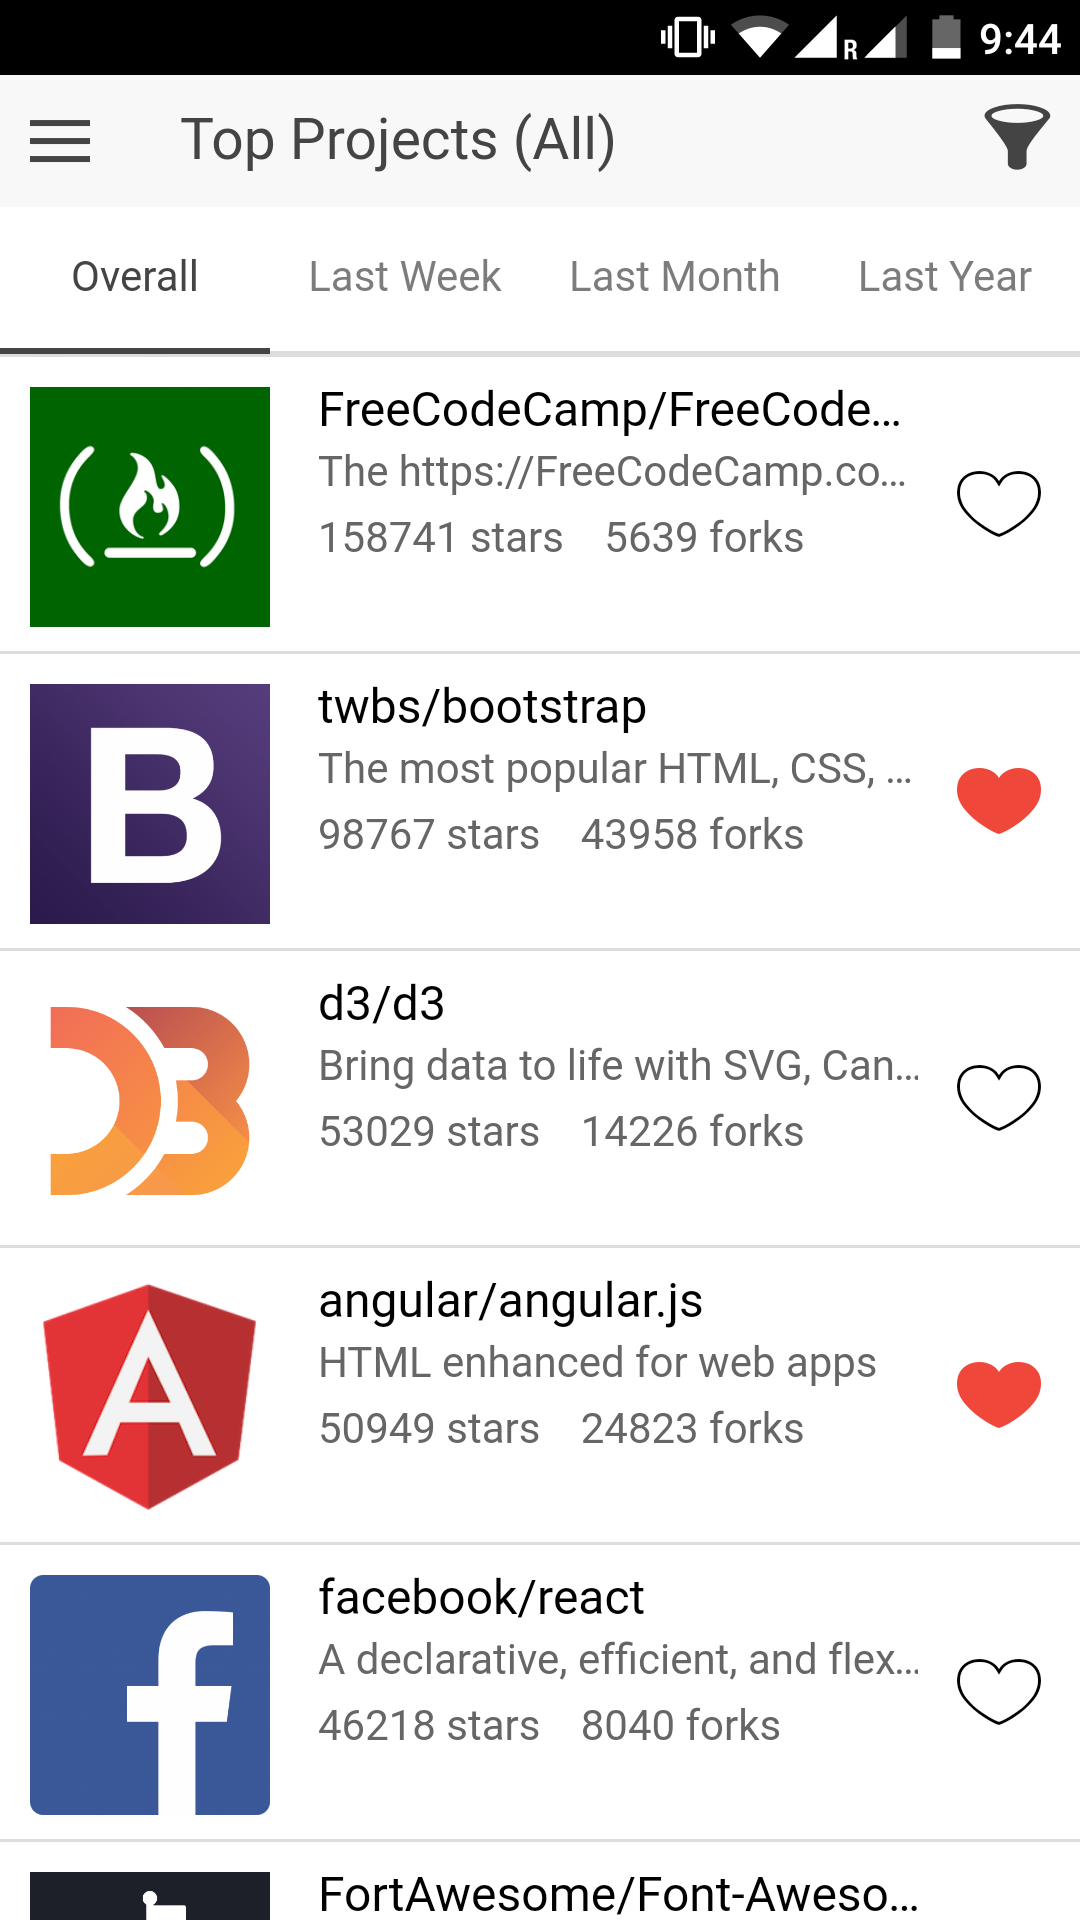 R 9:44
Top Projects (All)
Overall Last Week Last Month Last Year
FreeCodeCamp/FreeCode...
The https://FreeCodeCamp.co...
158741 stars 5639 forks
B
twbs/bootstrap
The most popular HTML, CSS, ...
98767 stars 43958 forks
D3
d3/d3
Bring data to life with SVG, Can...
53029 stars 14226 forks
A
angular/angular.js
HTML enhanced for web apps
50949 stars 24823 forks
f
facebook/react
A declarative, efficient, and flex...
46218 stars 8040 forks
FortAwesome/Font-Aweso...